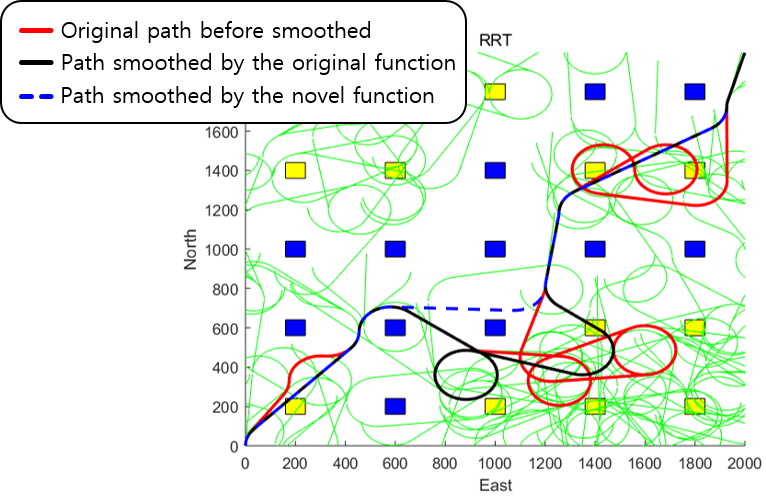 Original path before smoothed
Path smoothed by the original function
Path smoothed by the novel function
RRT
1600
1400
1200
1000
800
600
400
200
0
North
0 200 400 600 800 1000 1200 1400 1600 1800 2000
East